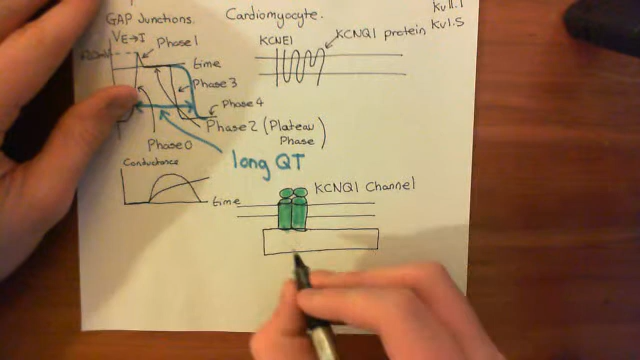 GAP Junctions.
Cardiomyocyte.
Kv11.1
Kv1.5
VE→I
Phase 1
time
Phase 3
Phase 4
Phase 2 (Plateau Phase)
Phase 0
long QT
KCNE1
KCNQ1 protein
Conductance
time
KCNQ1 Channel